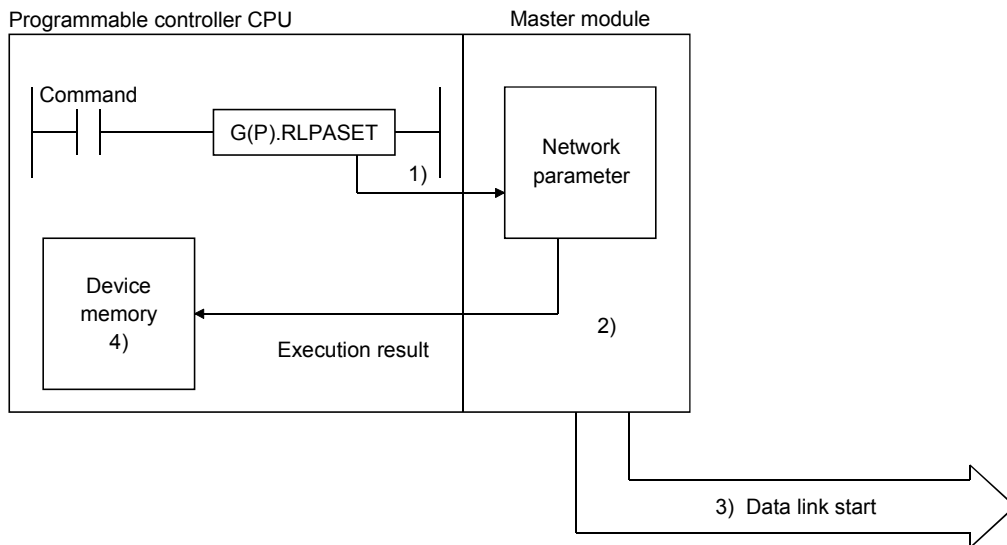 Programmable controller CPU
Master module
Command
G(P).RLPASET
1)
Network
parameter
Device
memory
4)
Execution result
2)
3) Data link start